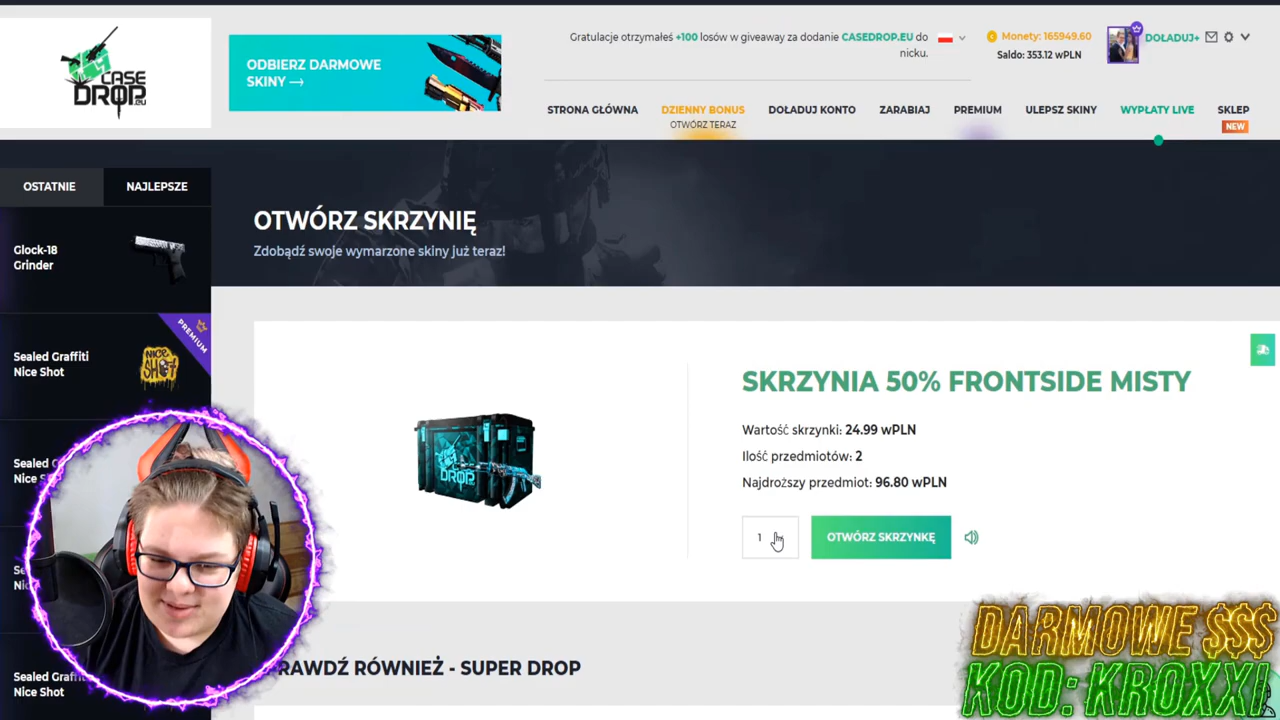 CASE
DROP.EU
ODBIERZ DARMOWE
SKINY →
Gratulacje otrzymałeś +100 losów w giveaway za dodanie CASEDROP.EU do
nicku.
Monety: 165949.60
Saldo: 353.12 wPLN
DOŁADUJ+
STRONA GŁÓWNA
DZIENNY BONUS
OTWÓRZ TERAZ
DOŁADUJ KONTO
ZARABIAJ
PREMIUM
ULEPSZ SKINY
WYPŁATY LIVE
SKLEP
NEW
OSTATNIE
NAJLEPSZE
OTWÓRZ SKRZYNIĘ
Zdobądź swoje wymarzone skiny już teraz!
Glock-18
Grinder
PREMIUM
Sealed Graffiti
Nice Shot
NICE
SHOT
Sealed
Sealed Graff
Nice Shot
DROP
SKRZYNIA 50% FRONTSIDE MISTY
Wartość skrzynki: 24.99 wPLN
Ilość przedmiotów: 2
Najdroższy przedmiot: 96.80 wPLN
1
OTWÓRZ SKRZYNKĘ
RAWDŹ RÓWNIEŻ - SUPER DROP
DARMOWE $$$
KOD: KROXXI